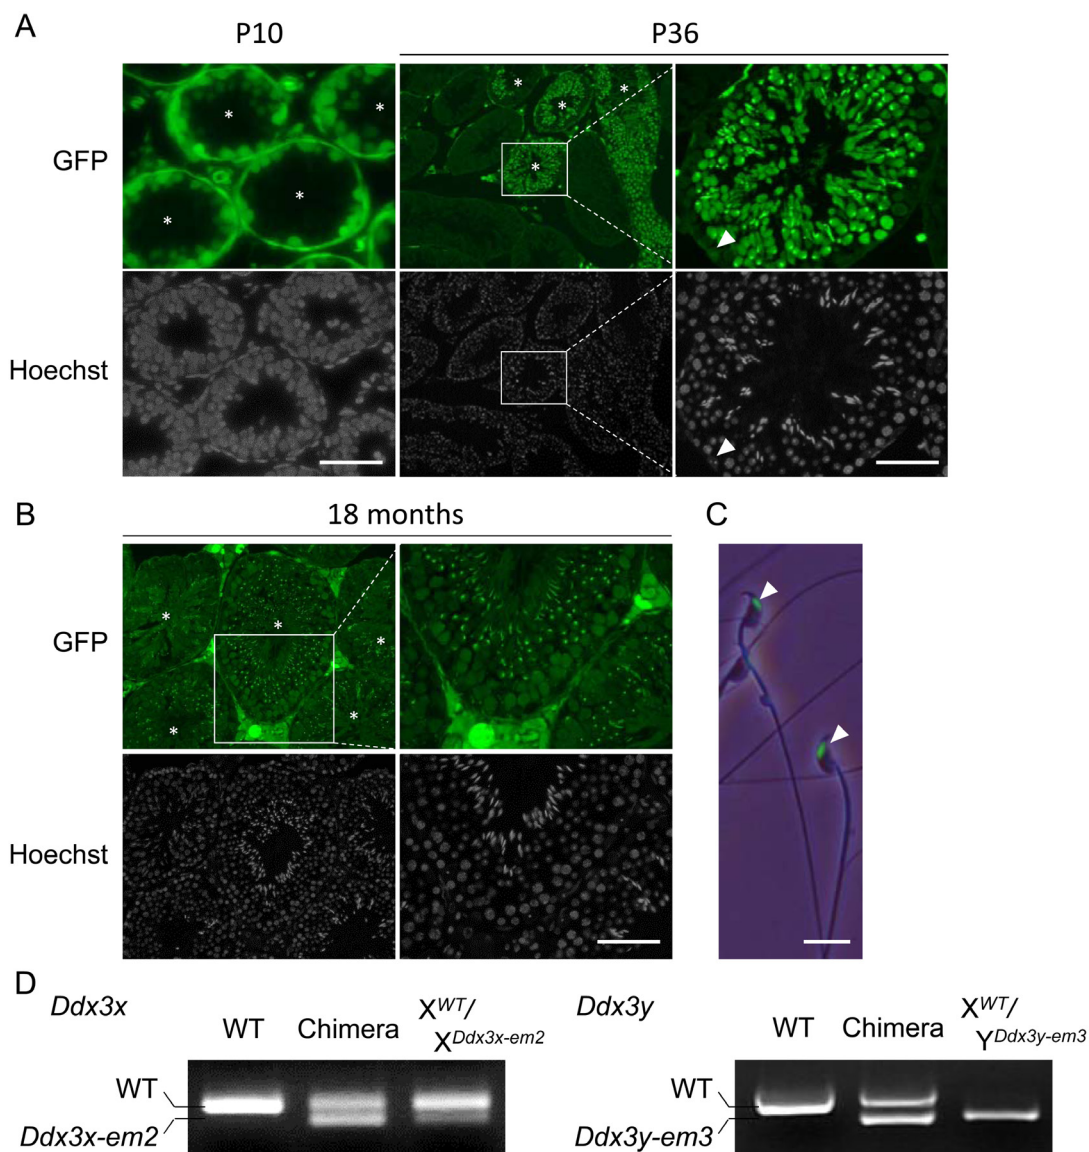 A
P10
P36
GFP
* * * *
* * * *
Hoechst
B
18 months
C
GFP
* * * * *
Hoechst
D
Ddx3x
WT
Chimera
XWT/
XDdx3x-em2
WT
Ddx3x-em2
Ddx3y
WT
Chimera
XWT/
YDdx3y-em3
WT
Ddx3y-em3